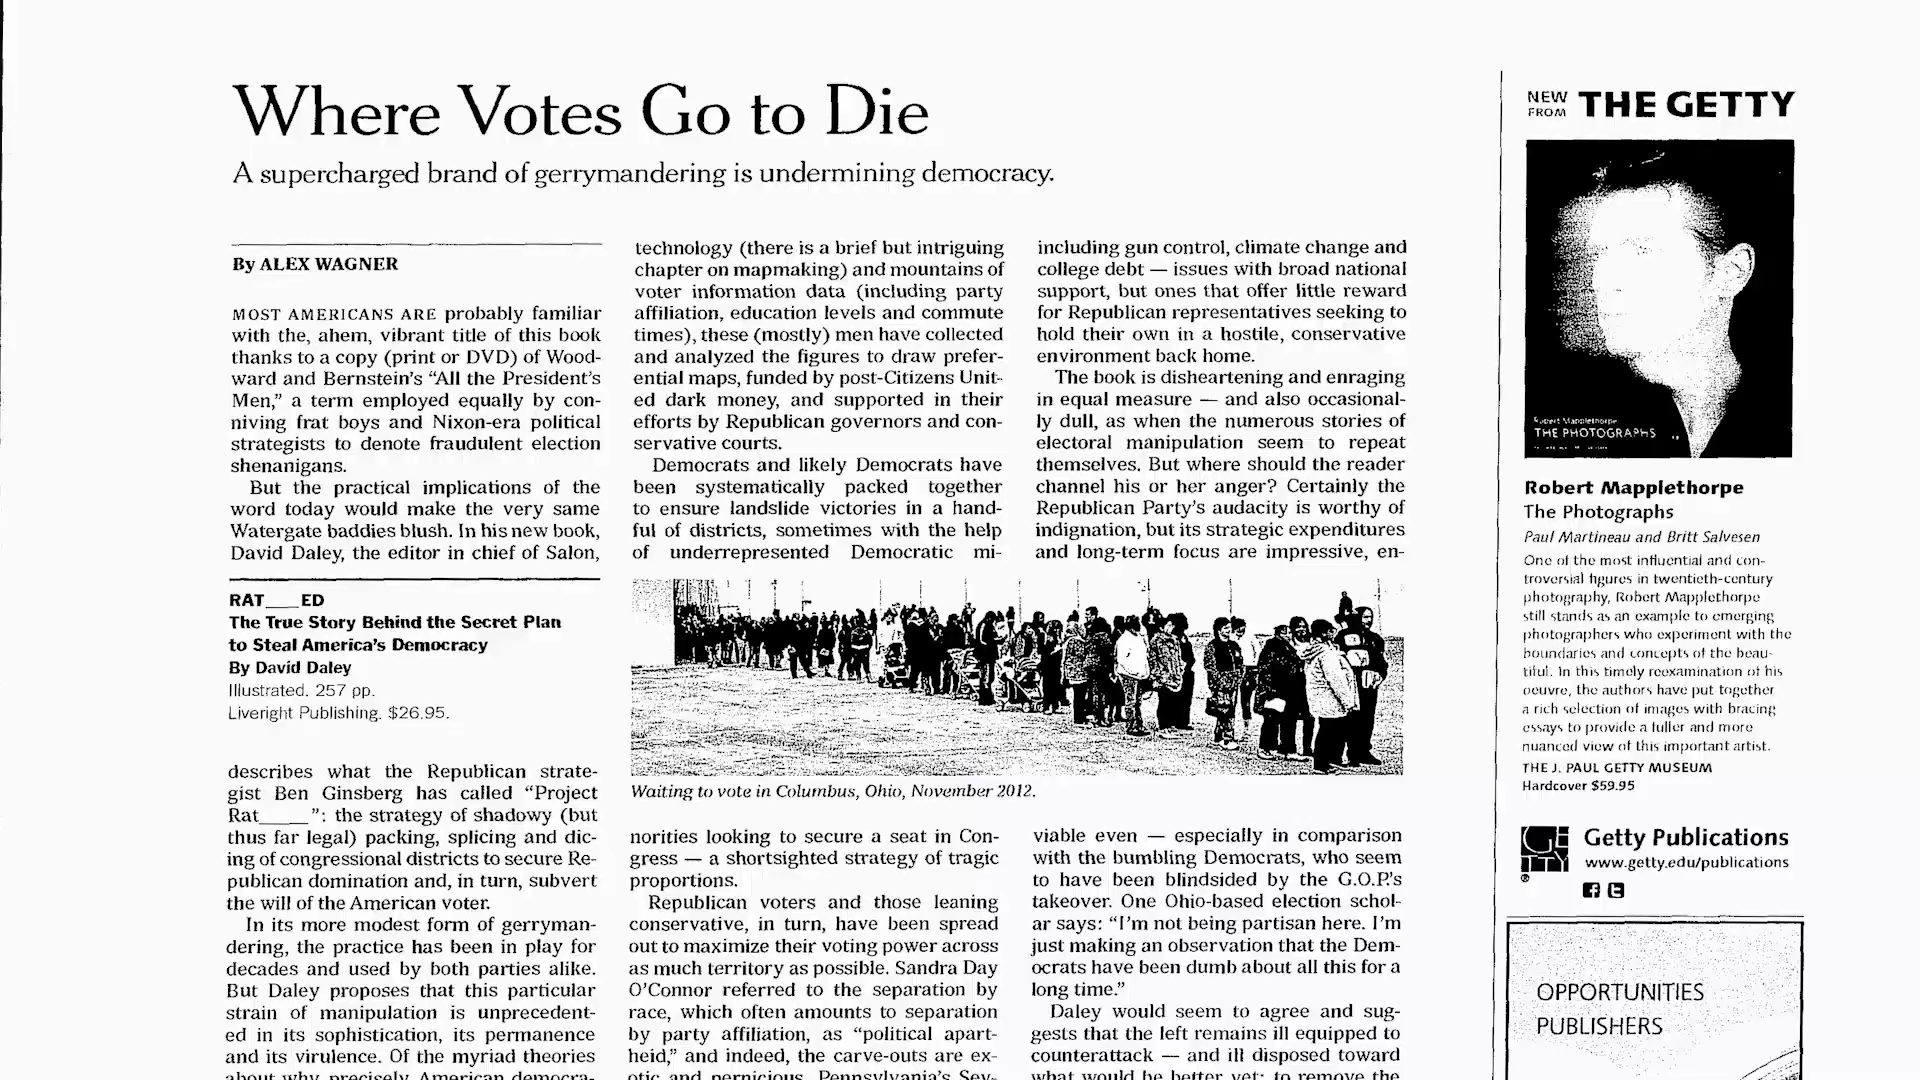 Where Votes Go to Die
A supercharged brand of gerrymandering is undermining democracy.
By ALEX WAGNER
MOST AMERICANS ARE probably familiar
with the, ahem, vibrant title of this book
thanks to a copy (print or DVD) of Wood-
ward and Bernstein's “All the President's
Men,” a term employed equally by con-
niving frat boys and Nixon-era political
strategists to denote fraudulent election
shenanigans.
But the practical implications of the
word today would make the very same
Watergate baddies blush. In his new book,
David Daley, the editor in chief of Salon,
RAT___ED
The True Story Behind the Secret Plan
to Steal America's Democracy
By David Daley
Illustrated. 257 pp.
Liveright Publishing. $26.95.
describes what the Republican strate-
gist Ben Ginsberg has called “Project
Rat____”: the strategy of shadowy (but
thus far legal) packing, splicing and dic-
ing of congressional districts to secure Re-
publican domination and, in turn, subvert
the will of the American voter.
In its more modest form of gerryman-
dering, the practice has been in play for
decades and used by both parties alike.
But Daley proposes that this particular
strain of manipulation is unprecedent-
ed in its sophistication, its permanence
and its virulence. Of the myriad theories
about why precisely American democra-
technology (there is a brief but intriguing
chapter on mapmaking) and mountains of
voter information data (including party
affiliation, education levels and commute
times), these (mostly) men have collected
and analyzed the figures to draw prefer-
ential maps, funded by post-Citizens Unit-
ed dark money, and supported in their
efforts by Republican governors and con-
servative courts.
Democrats and likely Democrats have
been systematically packed together
to ensure landslide victories in a hand-
ful of districts, sometimes with the help
of underrepresented Democratic mi-
Waiting to vote in Columbus, Ohio, November 2012.
norities looking to secure a seat in Con-
gress — a shortsighted strategy of tragic
proportions.
Republican voters and those leaning
conservative, in turn, have been spread
out to maximize their voting power across
as much territory as possible. Sandra Day
O'Connor referred to the separation by
race, which often amounts to separation
by party affiliation, as “political apart-
heid,” and indeed, the carve-outs are ex-
otic and pernicious. Pennsylvania's Sev-
including gun control, climate change and
college debt — issues with broad national
support, but ones that offer little reward
for Republican representatives seeking to
hold their own in a hostile, conservative
environment back home.
The book is disheartening and enraging
in equal measure — and also occasional-
ly dull, as when the numerous stories of
electoral manipulation seem to repeat
themselves. But where should the reader
channel his or her anger? Certainly the
Republican Party's audacity is worthy of
indignation, but its strategic expenditures
and long-term focus are impressive, en-
viable even — especially in comparison
with the bumbling Democrats, who seem
to have been blindsided by the G.O.P.'s
takeover. One Ohio-based election schol-
ar says: “I'm not being partisan here. I'm
just making an observation that the Dem-
ocrats have been dumb about all this for a
long time.”
Daley would seem to agree and sug-
gests that the left remains ill equipped to
counterattack — and ill disposed toward
what would be better yet: to remove the
NEW
FROM THE GETTY
Robert Mapplethorpe
THE PHOTOGRAPHS
Robert Mapplethorpe
The Photographs
Paul Martineau and Britt Salvesen
One of the most influential and con-
troversial figures in twentieth-century
photography, Robert Mapplethorpe
still stands as an example to emerging
photographers who experiment with the
boundaries and concepts of the beau-
tiful. In this timely reexamination of his
oeuvre, the authors have put together
a rich selection of images with bracing
essays to provide a fuller and more
nuanced view of this important artist.
THE J. PAUL GETTY MUSEUM
Hardcover $59.95
GETTY
Getty Publications
www.getty.edu/publications
OPPORTUNITIES
PUBLISHERS